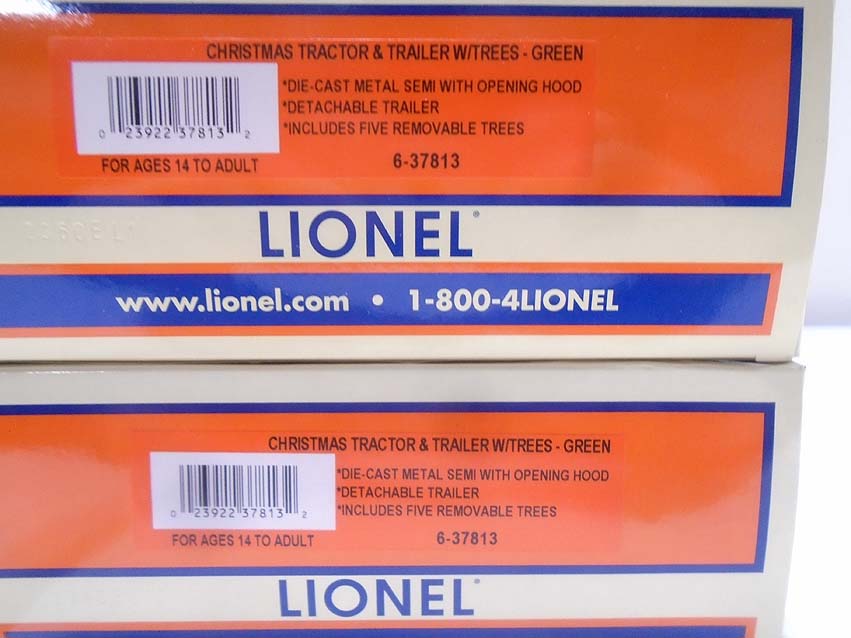 CHRISTMAS TRACTOR & TRAILER W/TREES - GREEN
*DIE-CAST METAL SEMI WITH OPENING HOOD
*DETACHABLE TRAILER
*INCLUDES FIVE REMOVABLE TREES
0 23922 37813 2
FOR AGES 14 TO ADULT
6-37813
LIONEL®
www.lionel.com • 1-800-4LIONEL
CHRISTMAS TRACTOR & TRAILER W/TREES - GREEN
*DIE-CAST METAL SEMI WITH OPENING HOOD
*DETACHABLE TRAILER
*INCLUDES FIVE REMOVABLE TREES
0 23922 37813 2
FOR AGES 14 TO ADULT
6-37813
LIONEL®